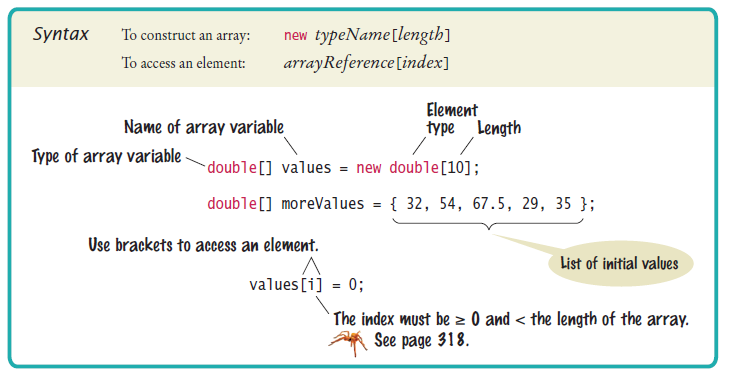 Syntax To construct an array: new typeName[length]
To access an element: arrayReference[index]
Name of array variable
Element type
Length
Type of array variable
double[] values = new double[10];
double[] moreValues = { 32, 54, 67.5, 29, 35 };
Use brackets to access an element.
List of initial values
values[i] = 0;
The index must be ≥ 0 and < the length of the array.
See page 318.